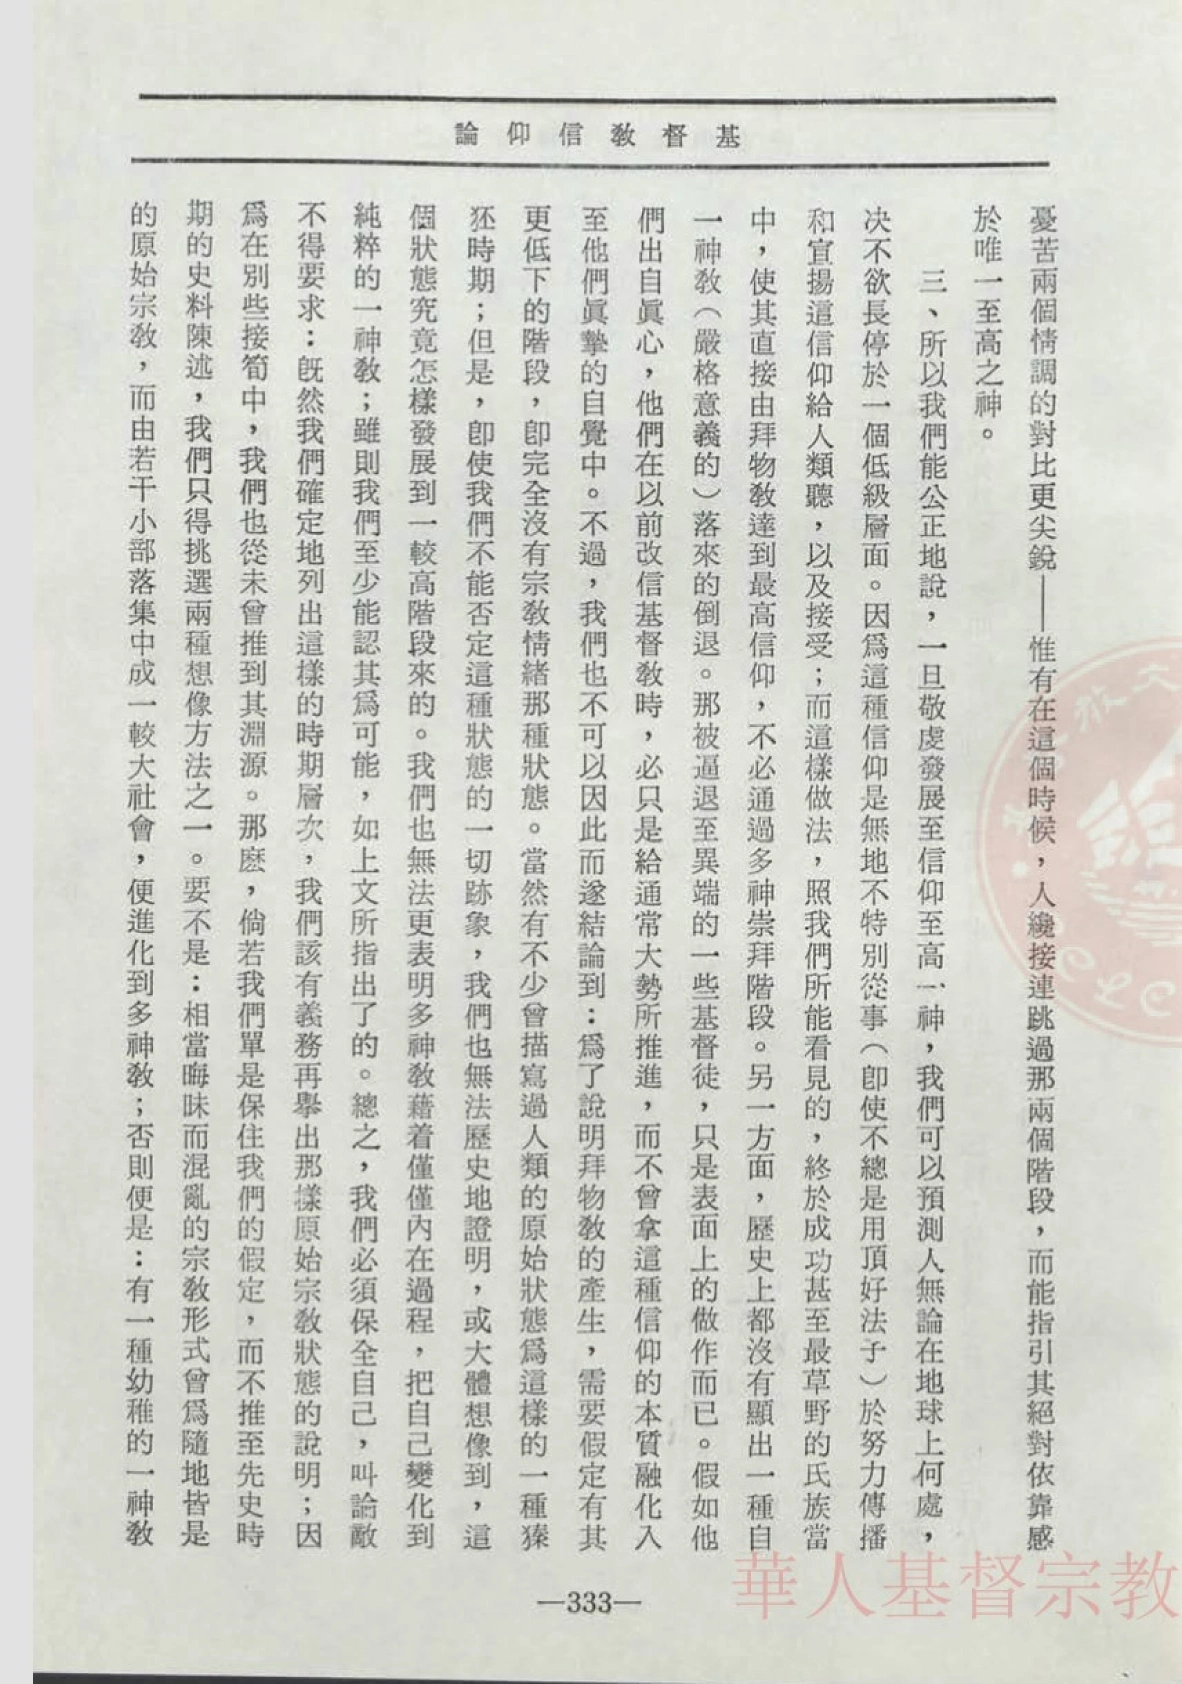 基督教信仰論
憂苦兩個情調的對比更尖銳——惟有在這個時候，人纔接連跳過那兩個階段，而能指引其絕對依靠感
於唯一至高之神。
三、所以我們能公正地說，一旦敬虔發展至信仰至高一神，我們可以預測人無論在地球上何處，
決不欲長停於一個低級層面。因爲這種信仰是無地不特別從事（卽使不總是用頂好法子）於努力傳播
和宣揚這信仰給人類聽，以及接受；而這樣做法，照我們所能看見的，終於成功甚至最草野的氏族當
中，使其直接由拜物敎達到最高信仰，不必通過多神崇拜階段。另一方面，歷史上都沒有顯出一種自
一神敎（嚴格意義的）落來的倒退。那被逼退至異端的一些基督徒，只是表面上的做作而已。假如他
們出自眞心，他們在以前改信基督敎時，必只是給通常大勢所推進，而不曾拿這種信仰的本質融化入
至他們眞摯的自覺中。不過，我們也不可以因此而遂結論到：爲了說明拜物敎的產生，需要假定有其
更低下的階段，卽完全沒有宗敎情緒那種狀態。當然有不少曾描寫過人類的原始狀態爲這樣的一種獉
狉時期；但是，卽使我們不能否定這種狀態的一切跡象，我們也無法歷史地證明，或大體想像到，這
個狀態究竟怎樣發展到一較高階段來的。我們也無法更表明多神敎藉着僅僅內在過程，把自己變化到
純粹的一神敎；雖則我們至少能認其爲可能，如上文所指出了的。總之，我們必須保全自己，叫論敵
不得要求：旣然我們確定地列出這樣的時期層次，我們該有義務再擧出那樣原始宗敎狀態的說明；因
爲在別些接筍中，我們也從未曾推到其淵源。那麽，倘若我們單是保住我們的假定，而不推至先史時
期的史料陳述，我們只得挑選兩種想像方法之一。要不是：相當晦昧而混亂的宗敎形式曾爲隨地皆是
的原始宗敎，而由若干小部落集中成一較大社會，便進化到多神敎；否則便是：有一種幼稚的一神敎
—333—
華人基督宗教